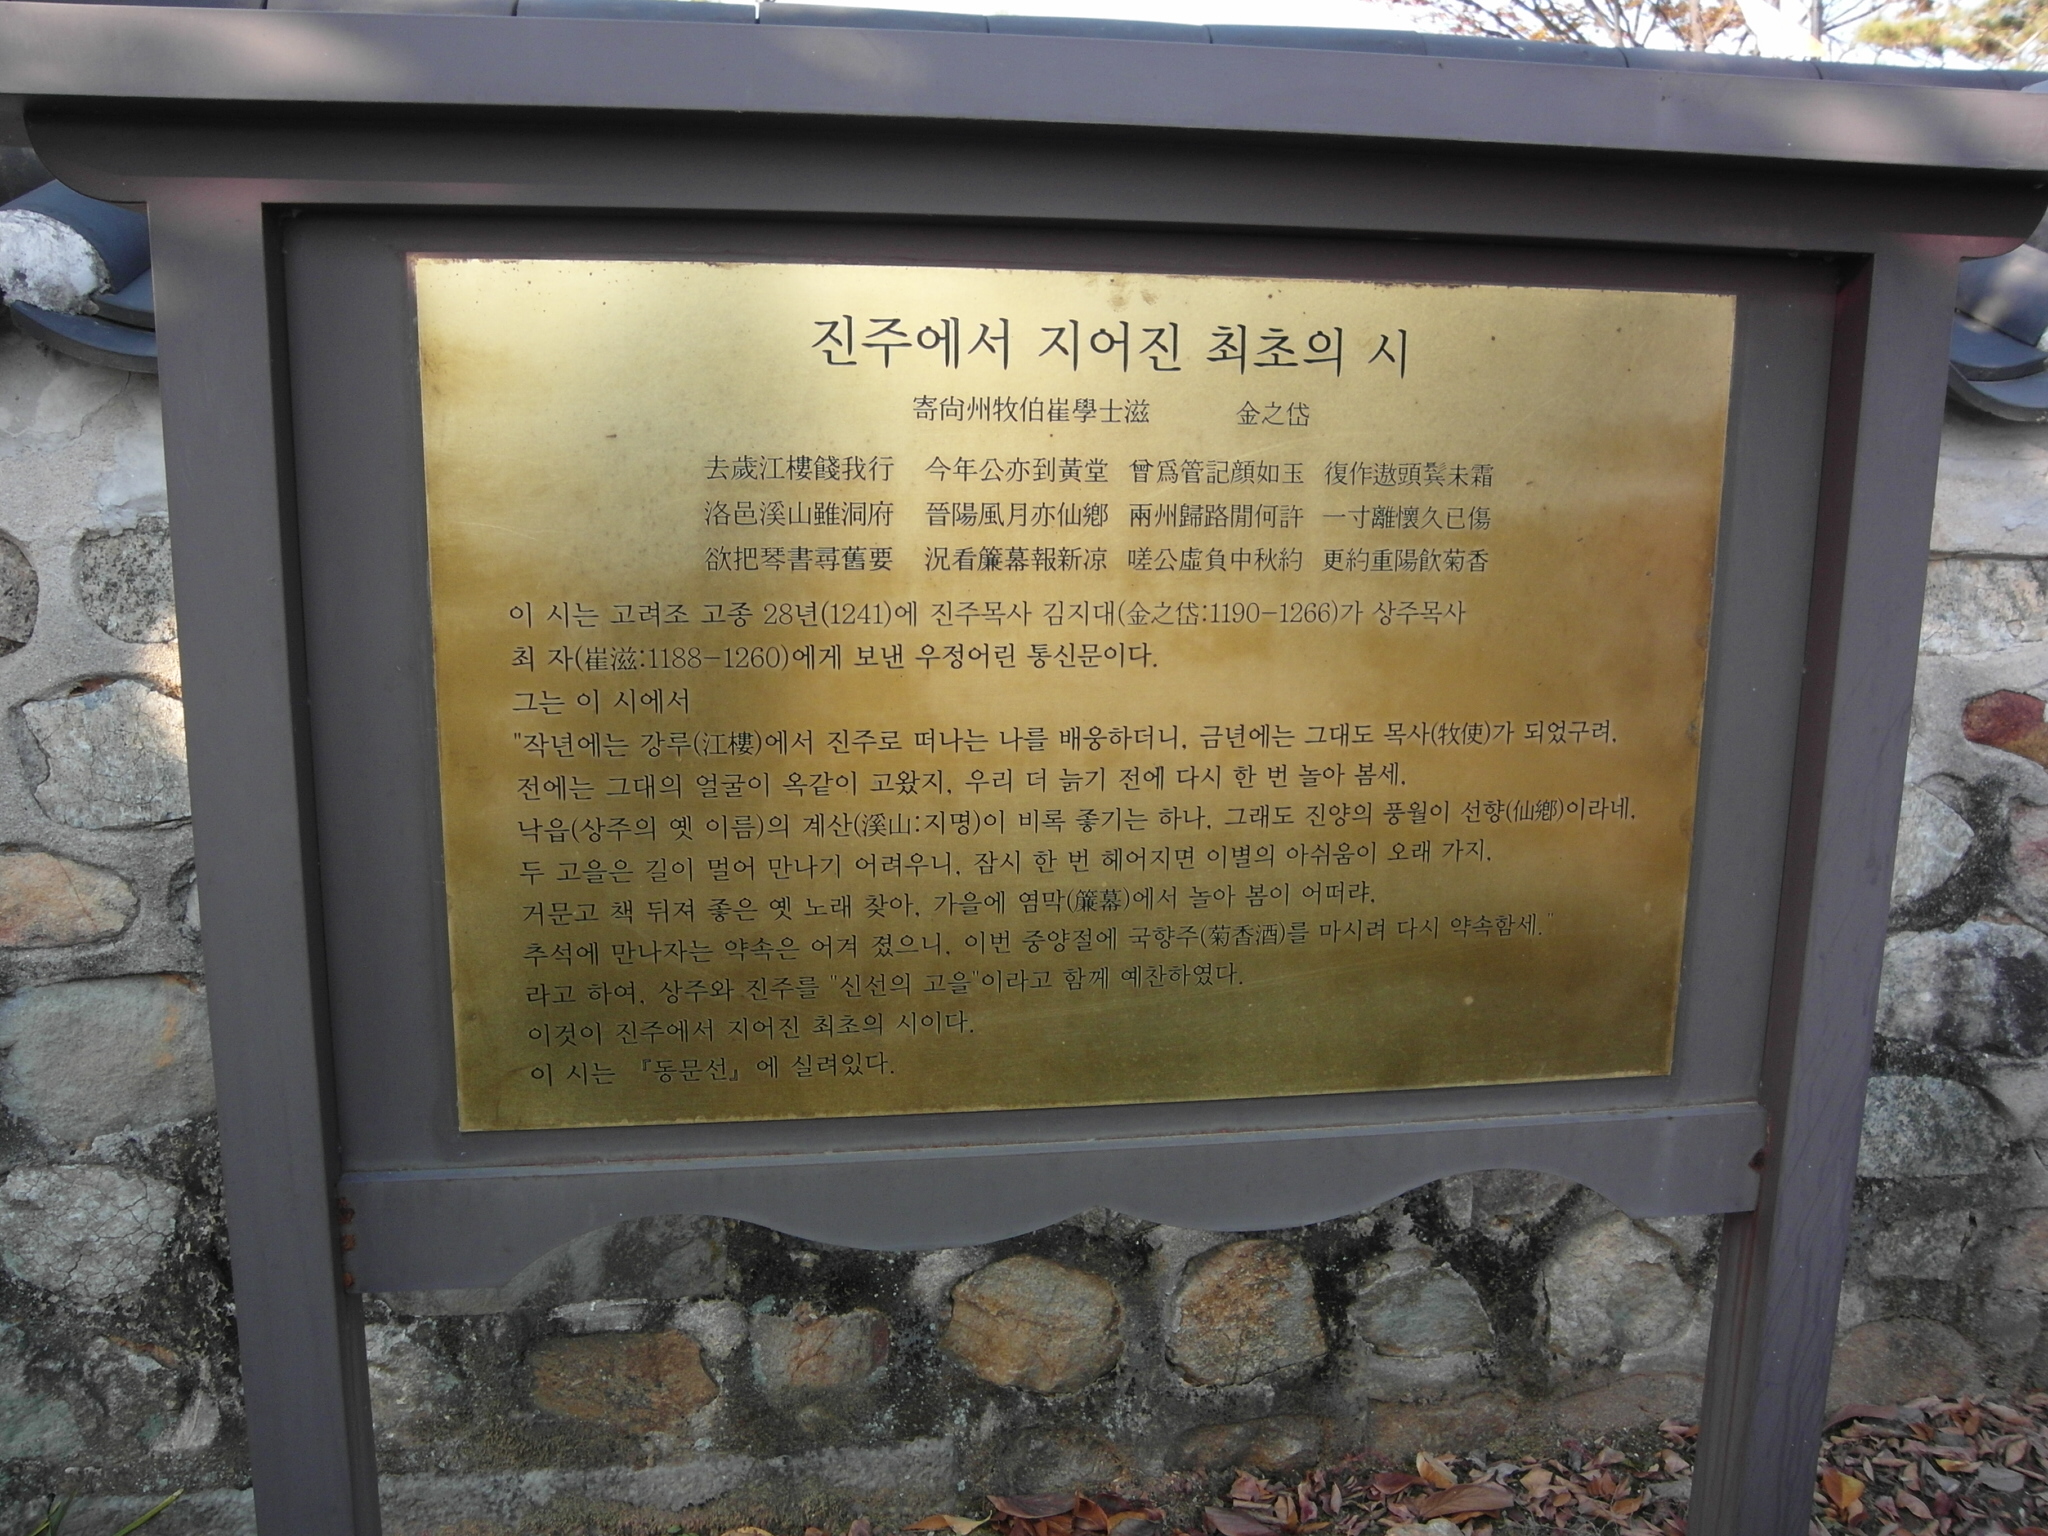 진주에서 지어진 최초의 시
寄尙州牧伯崔學士滋 金之岱
去歲江樓餞我行 今年公亦到黃堂 曾爲管記顔如玉 復作遨頭鬂未霜
洛邑溪山雖洞府 晉陽風月亦仙鄕 兩州歸路閒何許 一寸離懷久已傷
欲把琴書尋舊要 況看簾幕報新凉 嗟公虛負中秋約 更約重陽飮菊香
이 시는 고려조 고종 28년(1241)에 진주목사 김지대(金之岱:1190-1266)가 상주목사
최 자(崔滋:1188-1260)에게 보낸 우정어린 통신문이다.
그는 이 시에서
"작년에는 강루(江樓)에서 진주로 떠나는 나를 배웅하더니, 금년에는 그대도 목사(牧使)가 되었구려.
전에는 그대의 얼굴이 옥같이 고왔지, 우리 더 늙기 전에 다시 한 번 놀아 봄세.
낙읍(상주의 옛 이름)의 계산(溪山:지명)이 비록 좋기는 하나, 그래도 진양의 풍월이 선향(仙鄕)이라네.
두 고을은 길이 멀어 만나기 어려우니, 잠시 한 번 헤어지면 이별의 아쉬움이 오래 가지.
거문고 책 뒤져 좋은 옛 노래 찾아, 가을에 염막(簾幕)에서 놀아 봄이 어떠랴.
추석에 만나자는 약속은 어겨 졌으니, 이번 중양절에 국향주(菊香酒)를 마시려 다시 약속함세."
라고 하여, 상주와 진주를 "신선의 고을"이라고 함께 예찬하였다.
이것이 진주에서 지어진 최초의 시이다.
이 시는 『동문선』에 실려있다.